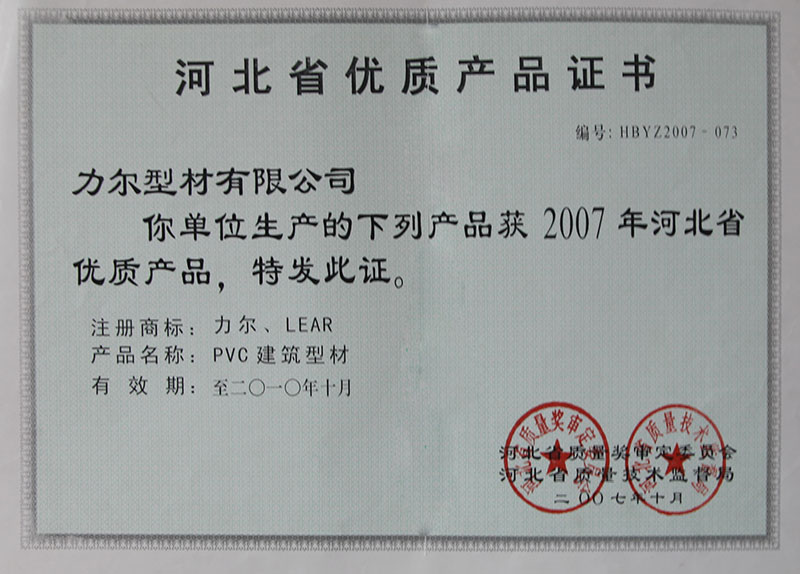 河北省优质产品证书
编号: HBYZ2007-073
力尔型材有限公司
你单位生产的下列产品获 2007 年河北省
优质产品，特发此证。
注册商标: 力尔、LEAR
产品名称: PVC 建筑型材
有效期: 至二〇一〇年十月
河北省质量奖审定委员会
河北省质量技术监督局
二〇〇七年十月